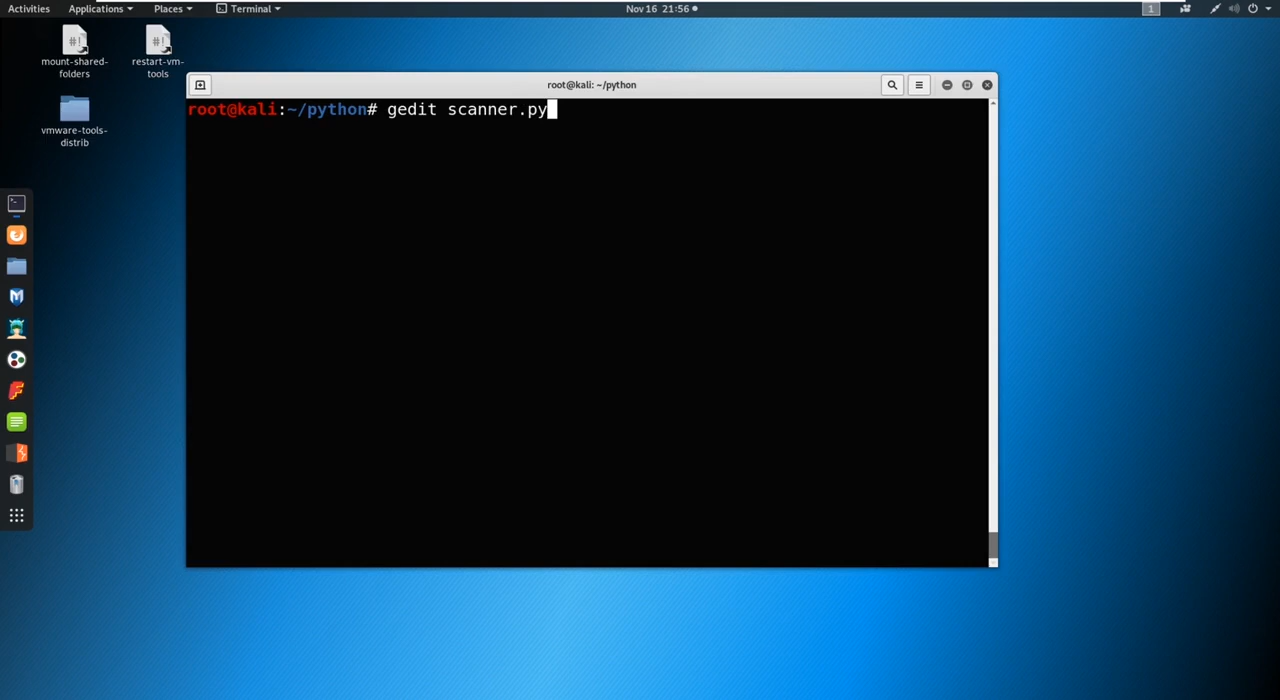 Activities Applications Places Terminal Nov 16 21:56 1
mount-shared-
folders
restart-vm-
tools
vmware-tools-
distrib
root@kali: ~/python
root@kali:~/python# gedit scanner.py